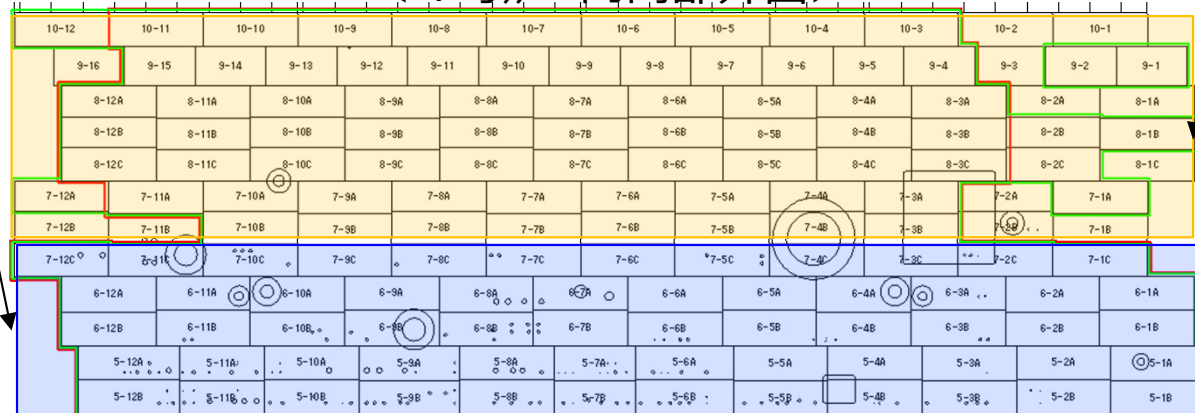 10-12 10-11 10-10 10-9 10-8 10-7 10-6 10-5 10-4 10-3 10-2 10-1
9-16 9-15 9-14 9-13 9-12 9-11 9-10 9-9 9-8 9-7 9-6 9-5 9-4 9-3 9-2 9-1
8-12A 8-11A 8-10A 8-9A 8-8A 8-7A 8-6A 8-5A 8-4A 8-3A 8-2A 8-1A
8-12B 8-11B 8-10B 8-9B 8-8B 8-7B 8-6B 8-5B 8-4B 8-3B 8-2B 8-1B
8-12C 8-11C 8-10C 8-9C 8-8C 8-7C 8-6C 8-5C 8-4C 8-3C 8-2C 8-1C
7-12A 7-11A 7-10A 7-9A 7-8A 7-7A 7-6A 7-5A 7-4A 7-3A 7-2A 7-1A
7-12B 7-11B 7-10B 7-9B 7-8B 7-7B 7-6B 7-5B 7-4B 7-3B 7-2B 7-1B
7-12C 7-11C 7-10C 7-9C 7-8C 7-7C 7-6C 7-5C 7-4C 7-3C 7-2C 7-1C
6-12A 6-11A 6-10A 6-9A 6-8A 6-7A 6-6A 6-5A 6-4A 6-3A 6-2A 6-1A
6-12B 6-11B 6-10B 6-9B 6-8B 6-7B 6-6B 6-5B 6-4B 6-3B 6-2B 6-1B
5-12A 5-11A 5-10A 5-9A 5-8A 5-7A 5-6A 5-5A 5-4A 5-3A 5-2A 5-1A
5-12B 5-11B 5-10B 5-9B 5-8B 5-7B 5-6B 5-5B 5-4B 5-3B 5-2B 5-1B